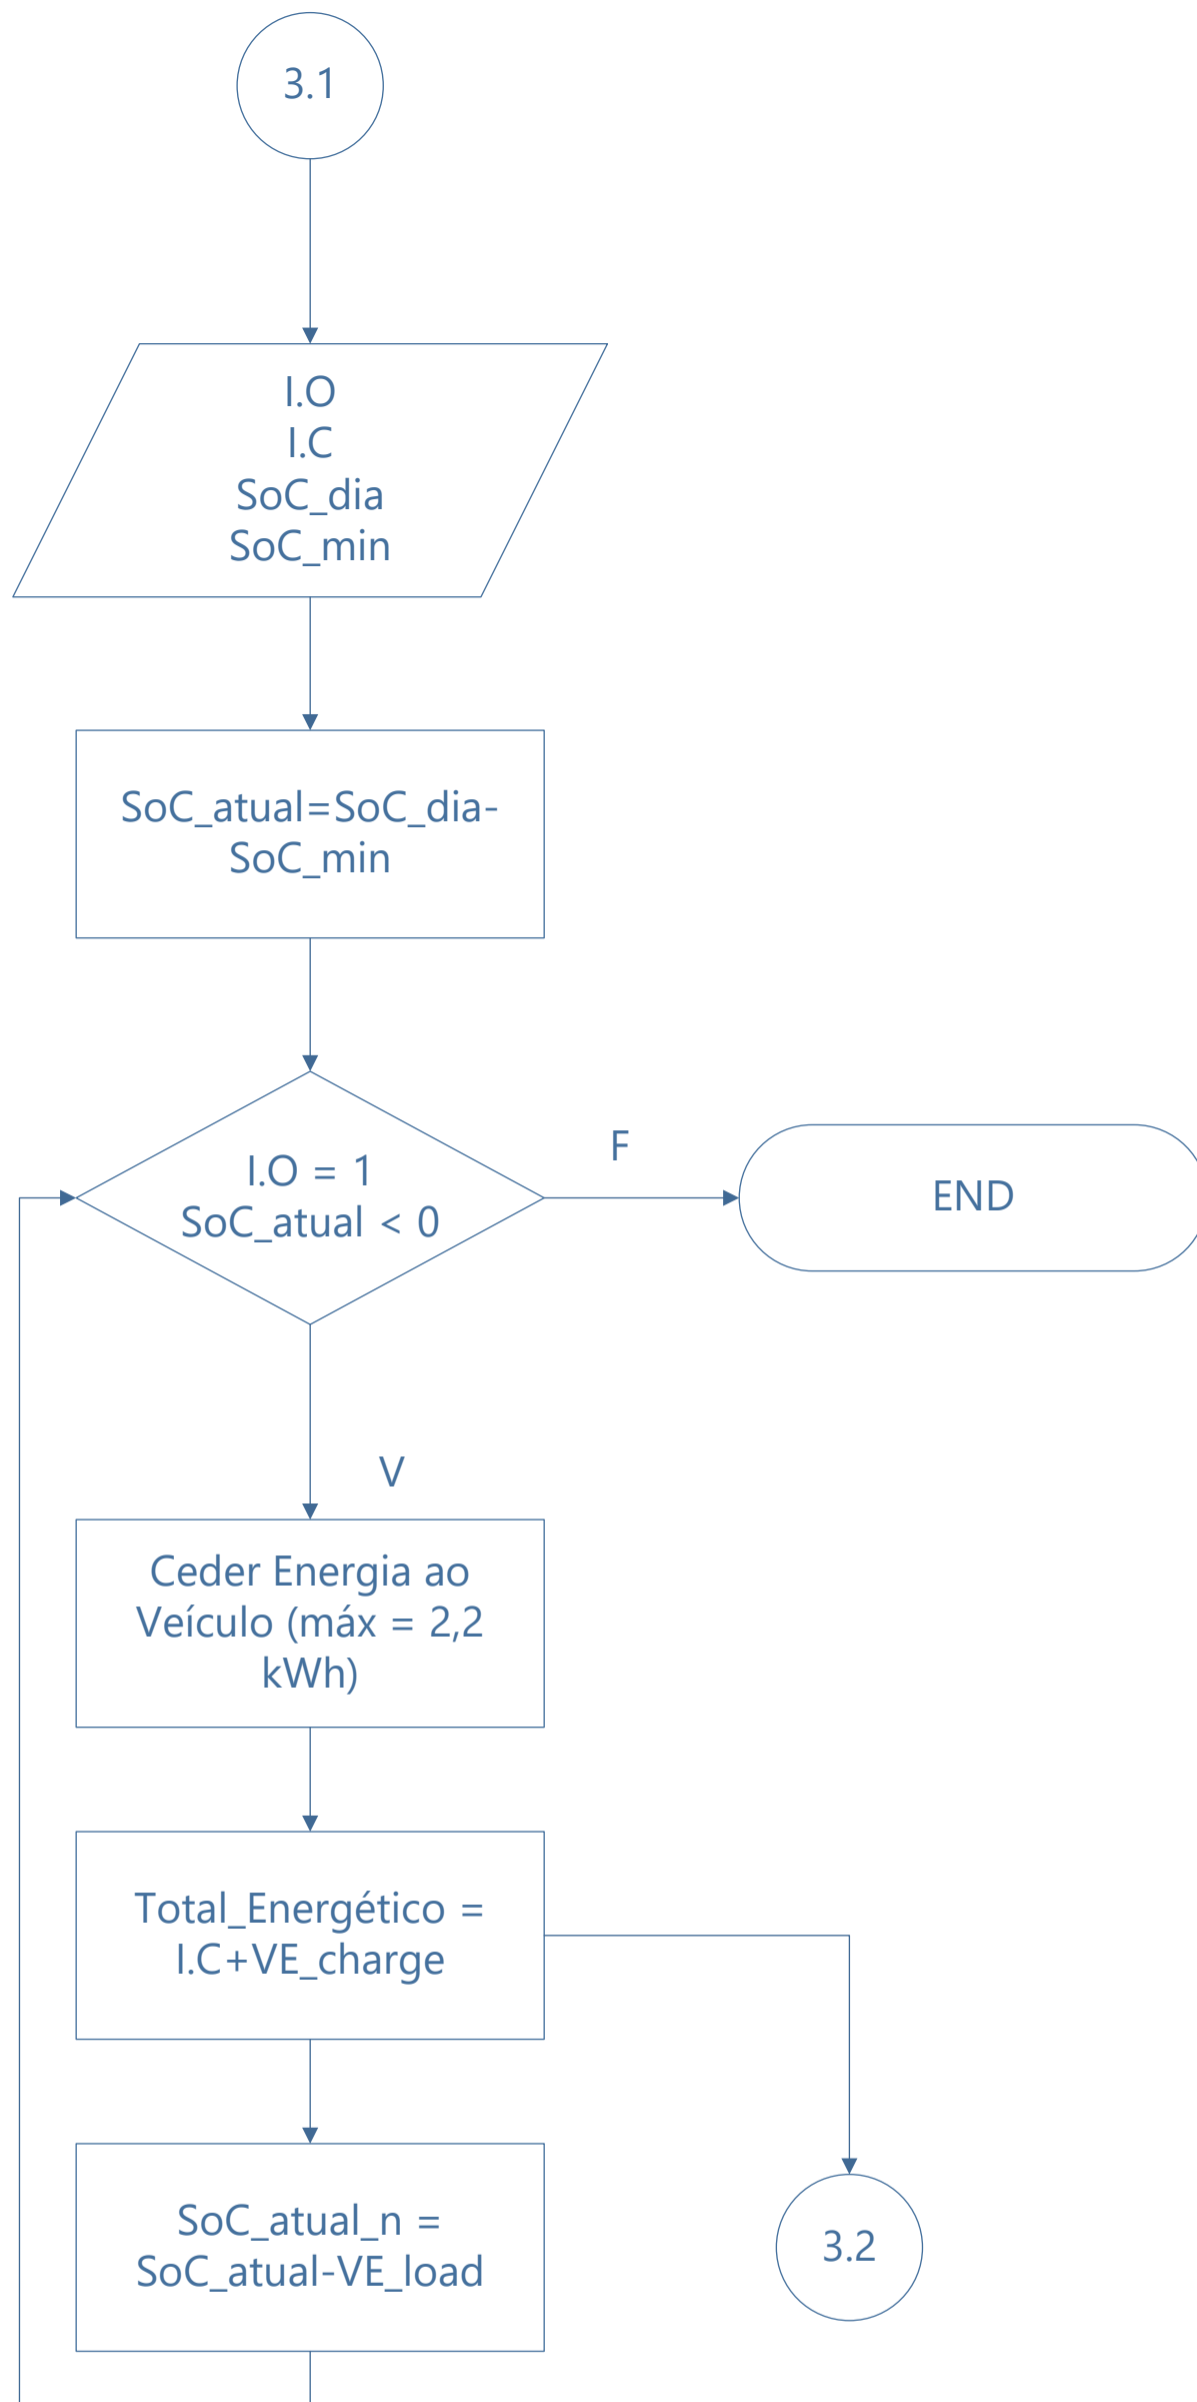 3.1
I.O
I.C
SoC_dia
SoC_min
SoC_atual=SoC_dia-
SoC_min
I.O = 1
SoC_atual < 0
F
END
V
Ceder Energia ao
Veículo (máx = 2,2
kWh)
Total_Energético =
I.C+VE_charge
SoC_atual_n =
SoC_atual-VE_load
3.2